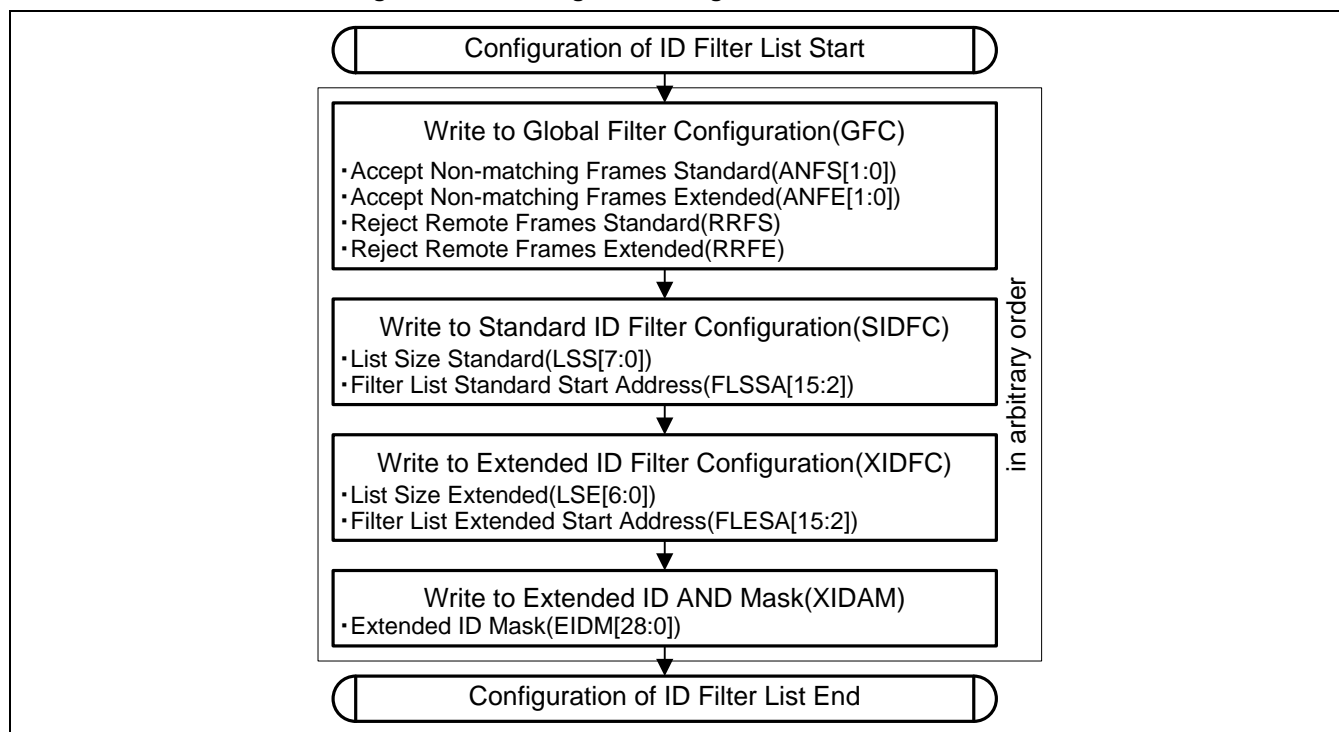 Configuration of ID Filter List Start
Write to Global Filter Configuration(GFC)
・Accept Non-matching Frames Standard(ANFS[1:0])
・Accept Non-matching Frames Extended(ANFE[1:0])
・Reject Remote Frames Standard(RRFS)
・Reject Remote Frames Extended(RRFE)
Write to Standard ID Filter Configuration(SIDFC)
・List Size Standard(LSS[7:0])
・Filter List Standard Start Address(FLSSA[15:2])
Write to Extended ID Filter Configuration(XIDFC)
・List Size Extended(LSE[6:0])
・Filter List Extended Start Address(FLESA[15:2])
Write to Extended ID AND Mask(XIDAM)
・Extended ID Mask(EIDM[28:0])
in arbitrary order
Configuration of ID Filter List End